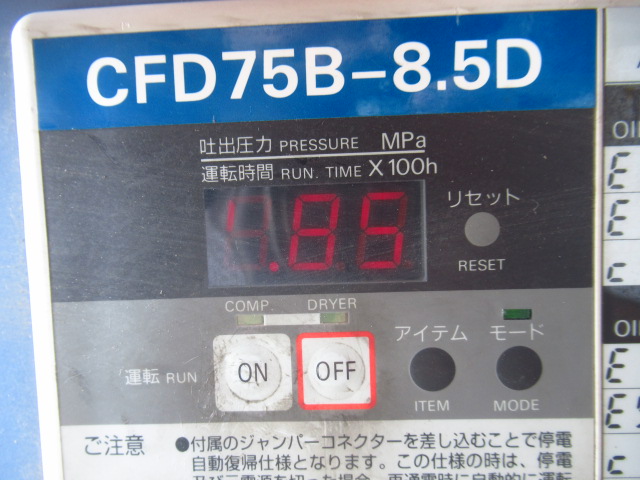 CFD75B-8.5D
吐出圧力 PRESSURE MPa
運転時間 RUN. TIME X100h
.85
リセット
RESET
COMP. DRYER
運転 RUN ON OFF
アイテム モード
ITEM MODE
ご注意 ●付属のジャンパーコネクターを差し込むことで停電
自動復帰仕様となります。この仕様の時は、停電
OIL
E
E
c
OIL
E
E
c